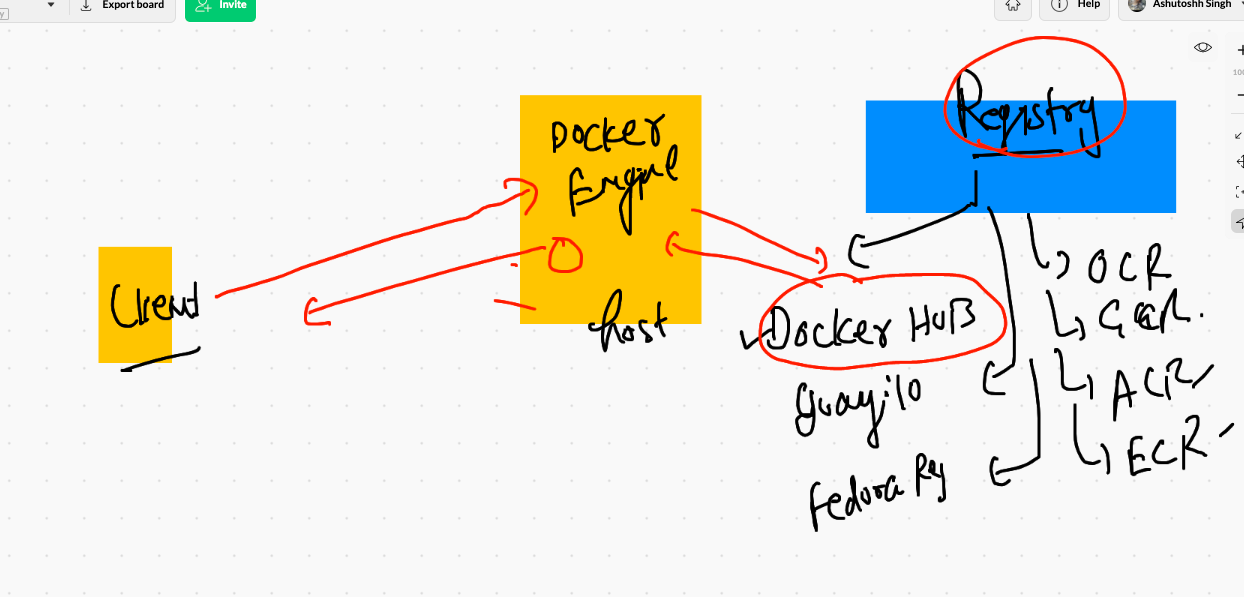 Export board
Invite
Help
Ashutoshh Singh
Registry
Docker
Engine
host
Client
OCR
GCR.
ACR
ECR
Docker HUB
Quay.io
Fedora Reg